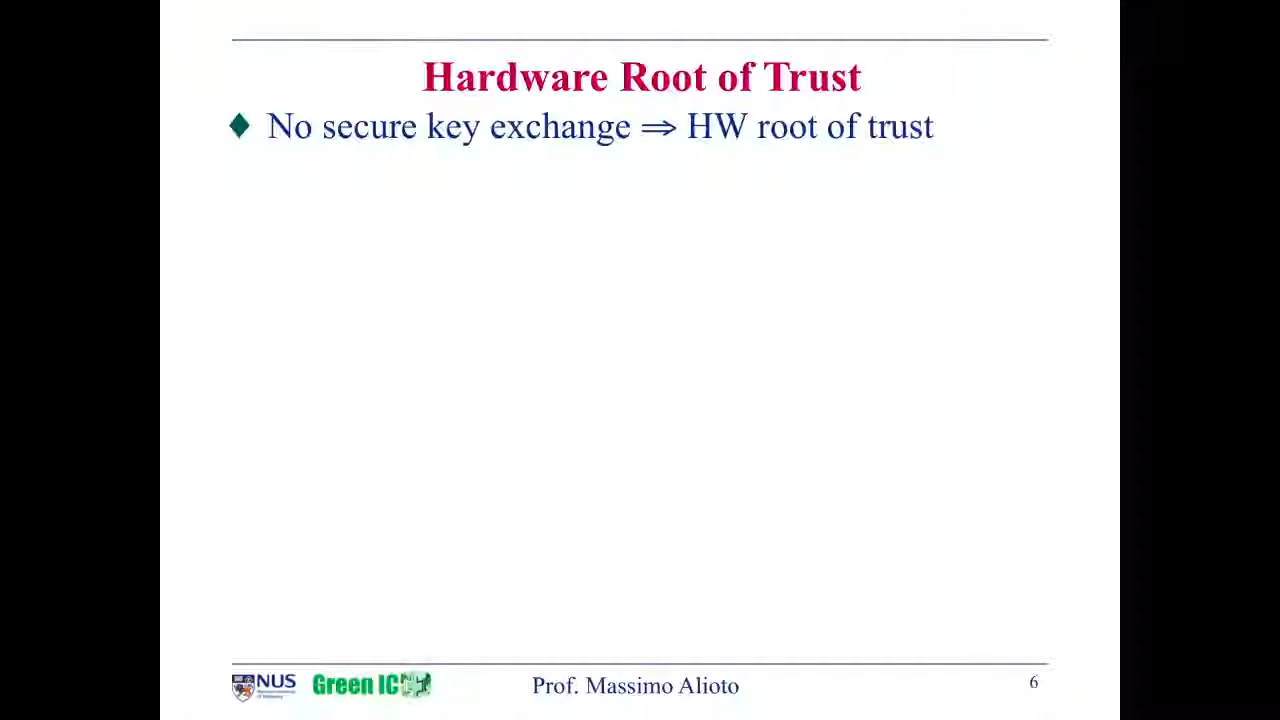 Hardware Root of Trust
♦ No secure key exchange ⇒ HW root of trust
NUS
Green IC
Prof. Massimo Alioto
6